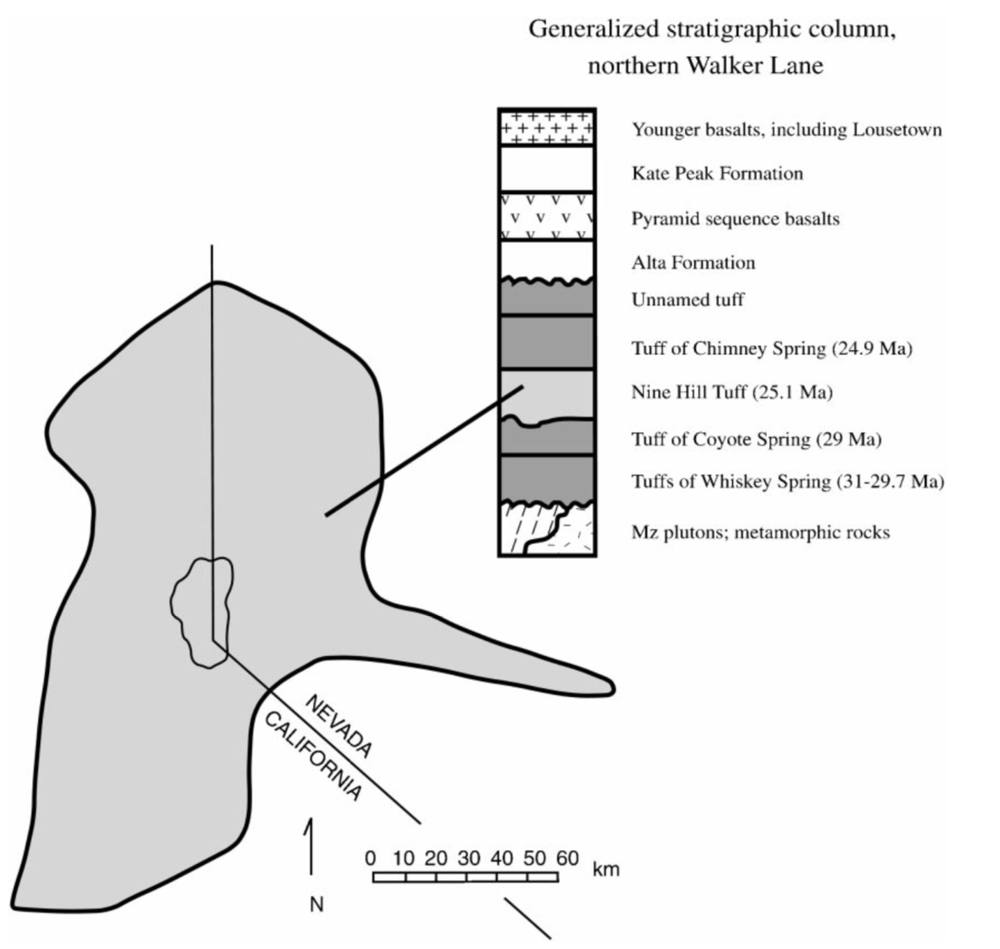 Generalized stratigraphic column,
northern Walker Lane
Younger basalts, including Lousetown
Kate Peak Formation
Pyramid sequence basalts
Alta Formation
Unnamed tuff
Tuff of Chimney Spring (24.9 Ma)
Nine Hill Tuff (25.1 Ma)
Tuff of Coyote Spring (29 Ma)
Tuffs of Whiskey Spring (31-29.7 Ma)
Mz plutons; metamorphic rocks
NEVADA
CALIFORNIA
0 10 20 30 40 50 60 km
N